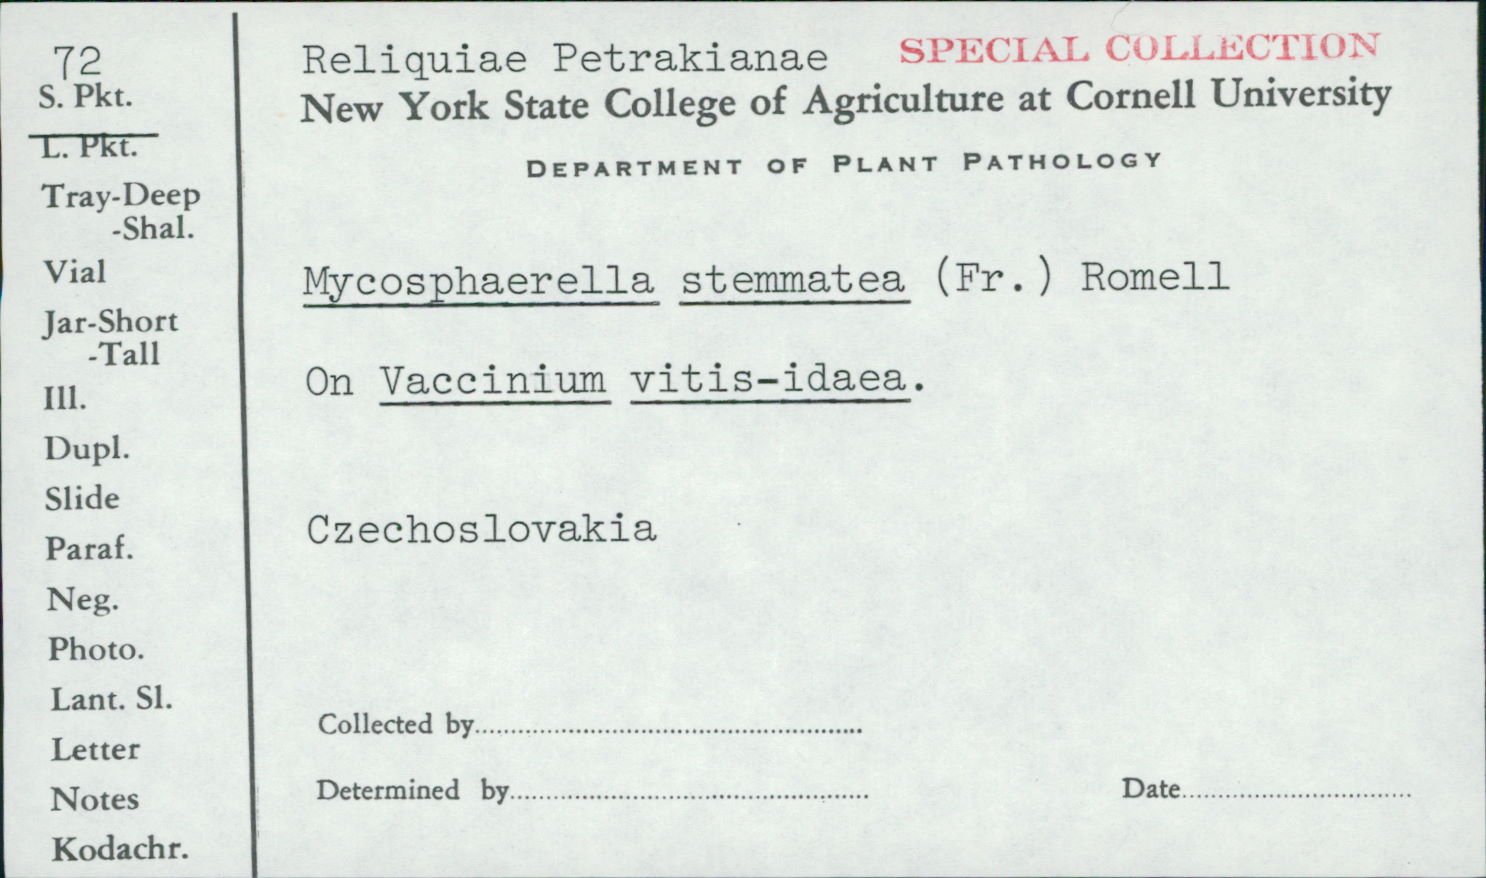 72
S. Pkt.
L. Pkt.
Tray-Deep
-Shal.
Vial
Jar-Short
-Tall
Ill.
Dupl.
Slide
Paraf.
Neg.
Photo.
Lant. Sl.
Letter
Notes
Kodachr.
Reliquiae Petrakianae SPECIAL COLLECTION
New York State College of Agriculture at Cornell University
DEPARTMENT OF PLANT PATHOLOGY
Mycosphaerella stemmatea (Fr.) Romell
On Vaccinium vitis-idaea.
Czechoslovakia
Collected by
Determined by Date